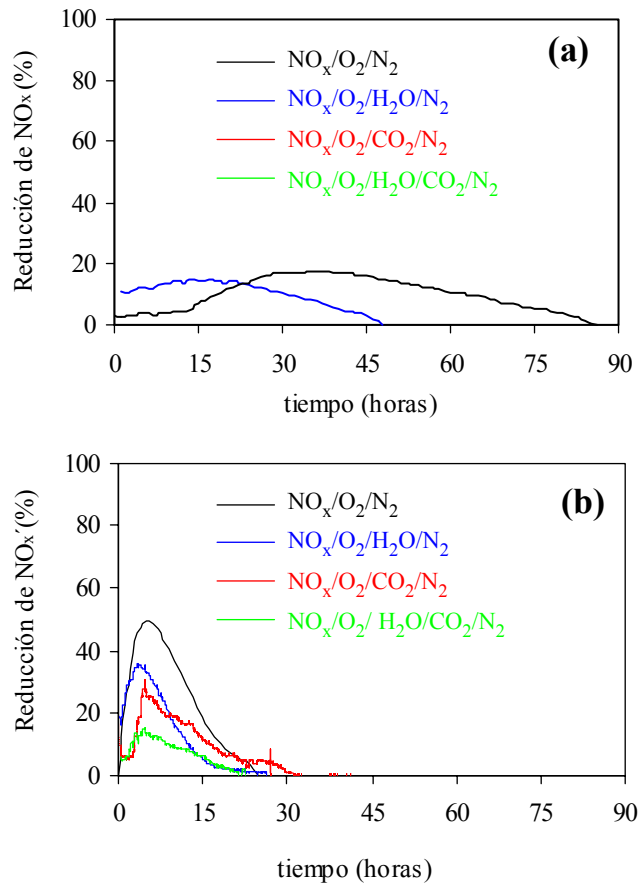 Reducción de NOx (%)
100
80
60
40
20
0
(a)
NOx/O2/N2
NOx/O2/H2O/N2
NOx/O2/CO2/N2
NOx/O2/H2O/CO2/N2
0 15 30 45 60 75 90
tiempo (horas)
Reducción de NOx´(%)
100
80
60
40
20
0
(b)
NOx/O2/N2
NOx/O2/H2O/N2
NOx/O2/CO2/N2
NOx/O2/ H2O/CO2/N2
0 15 30 45 60 75 90
tiempo (horas)